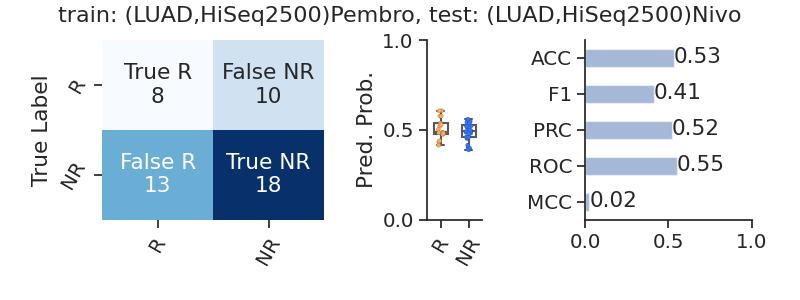 train: (LUAD,HiSeq2500)Pembro, test: (LUAD,HiSeq2500)Nivo
True Label
R
NR
True R
8
False NR
10
False R
13
True NR
18
R
NR
Pred. Prob.
1.0
0.5
0.0
R
NR
ACC
0.53
F1
0.41
PRC
0.52
ROC
0.55
MCC
0.02
0.0
0.5
1.0